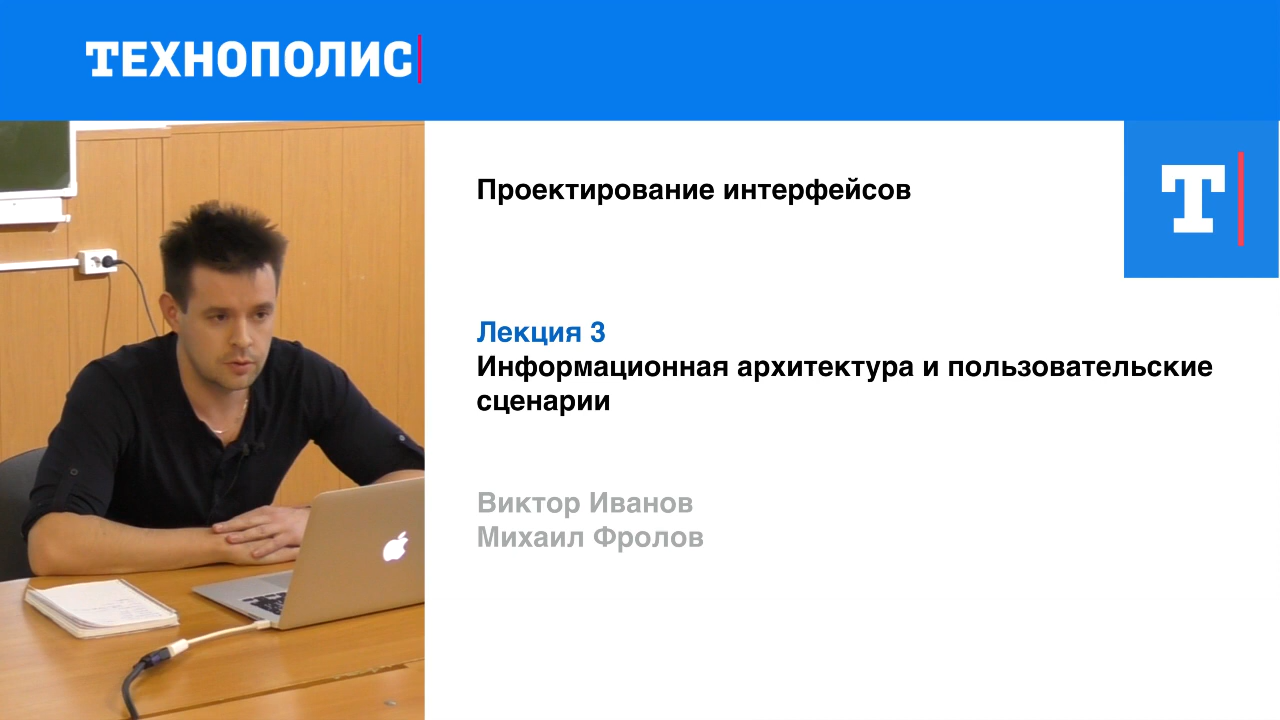 ТЕХНОПОЛИС
Проектирование интерфейсов
Т
Лекция 3
Информационная архитектура и пользовательские
сценарии
Виктор Иванов
Михаил Фролов